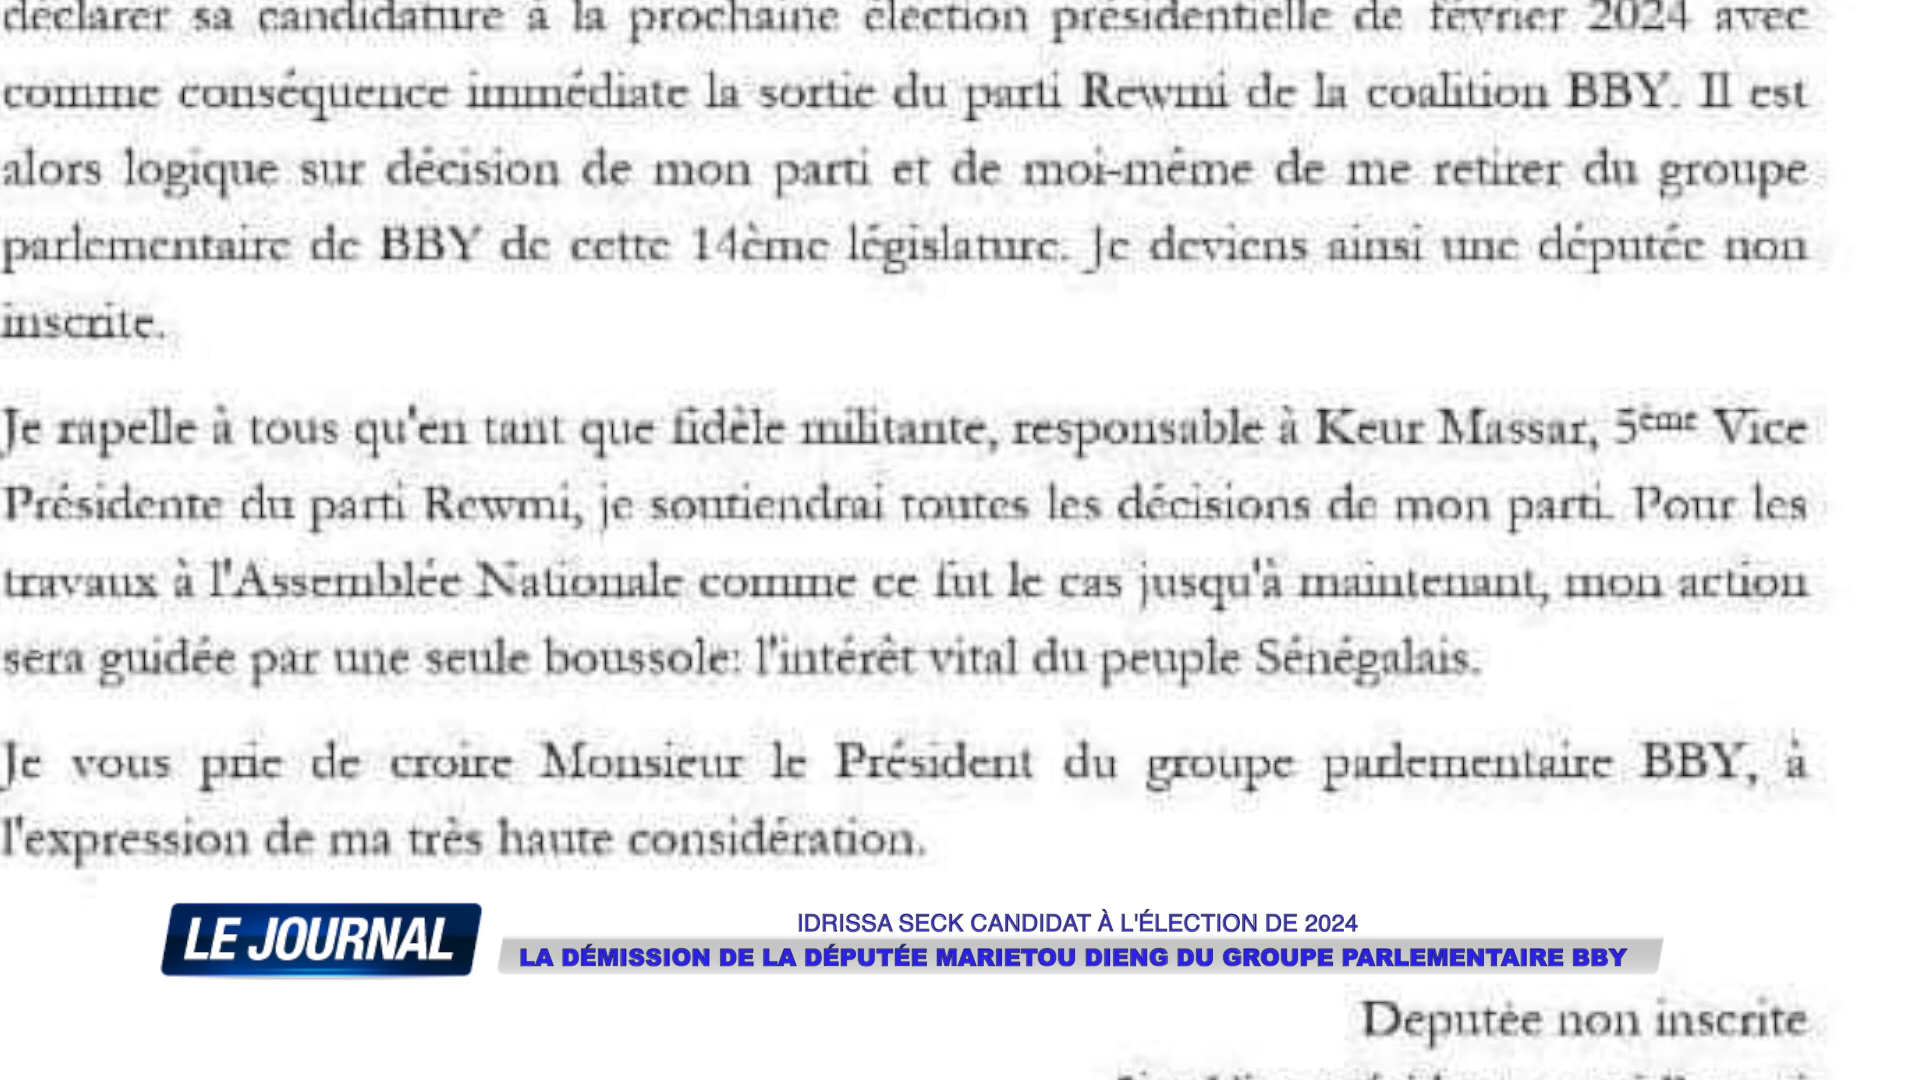 déclarer sa candidature à la prochaine élection présidentielle de février 2024 avec
comme conséquence immédiate la sortie du parti Rewmi de la coalition BBY. Il est
alors logique sur décision de mon parti et de moi-même de me retirer du groupe
parlementaire de BBY de cette 14ème législature. Je deviens ainsi une députée non
inscrite.
Je rapelle à tous qu'en tant que fidèle militante, responsable à Keur Massar, 5ème Vice
Présidente du parti Rewmi, je soutiendrai toutes les décisions de mon parti. Pour les
travaux à l'Assemblée Nationale comme ce fut le cas jusqu'à maintenant, mon action
sera guidée par une seule boussole: l'intérêt vital du peuple Sénégalais.
Je vous prie de croire Monsieur le Président du groupe parlementaire BBY, à
l'expression de ma très haute considération.
LE JOURNAL
IDRISSA SECK CANDIDAT À L'ÉLECTION DE 2024
LA DÉMISSION DE LA DÉPUTÉE MARIETOU DIENG DU GROUPE PARLEMENTAIRE BBY
Deputée non inscrite